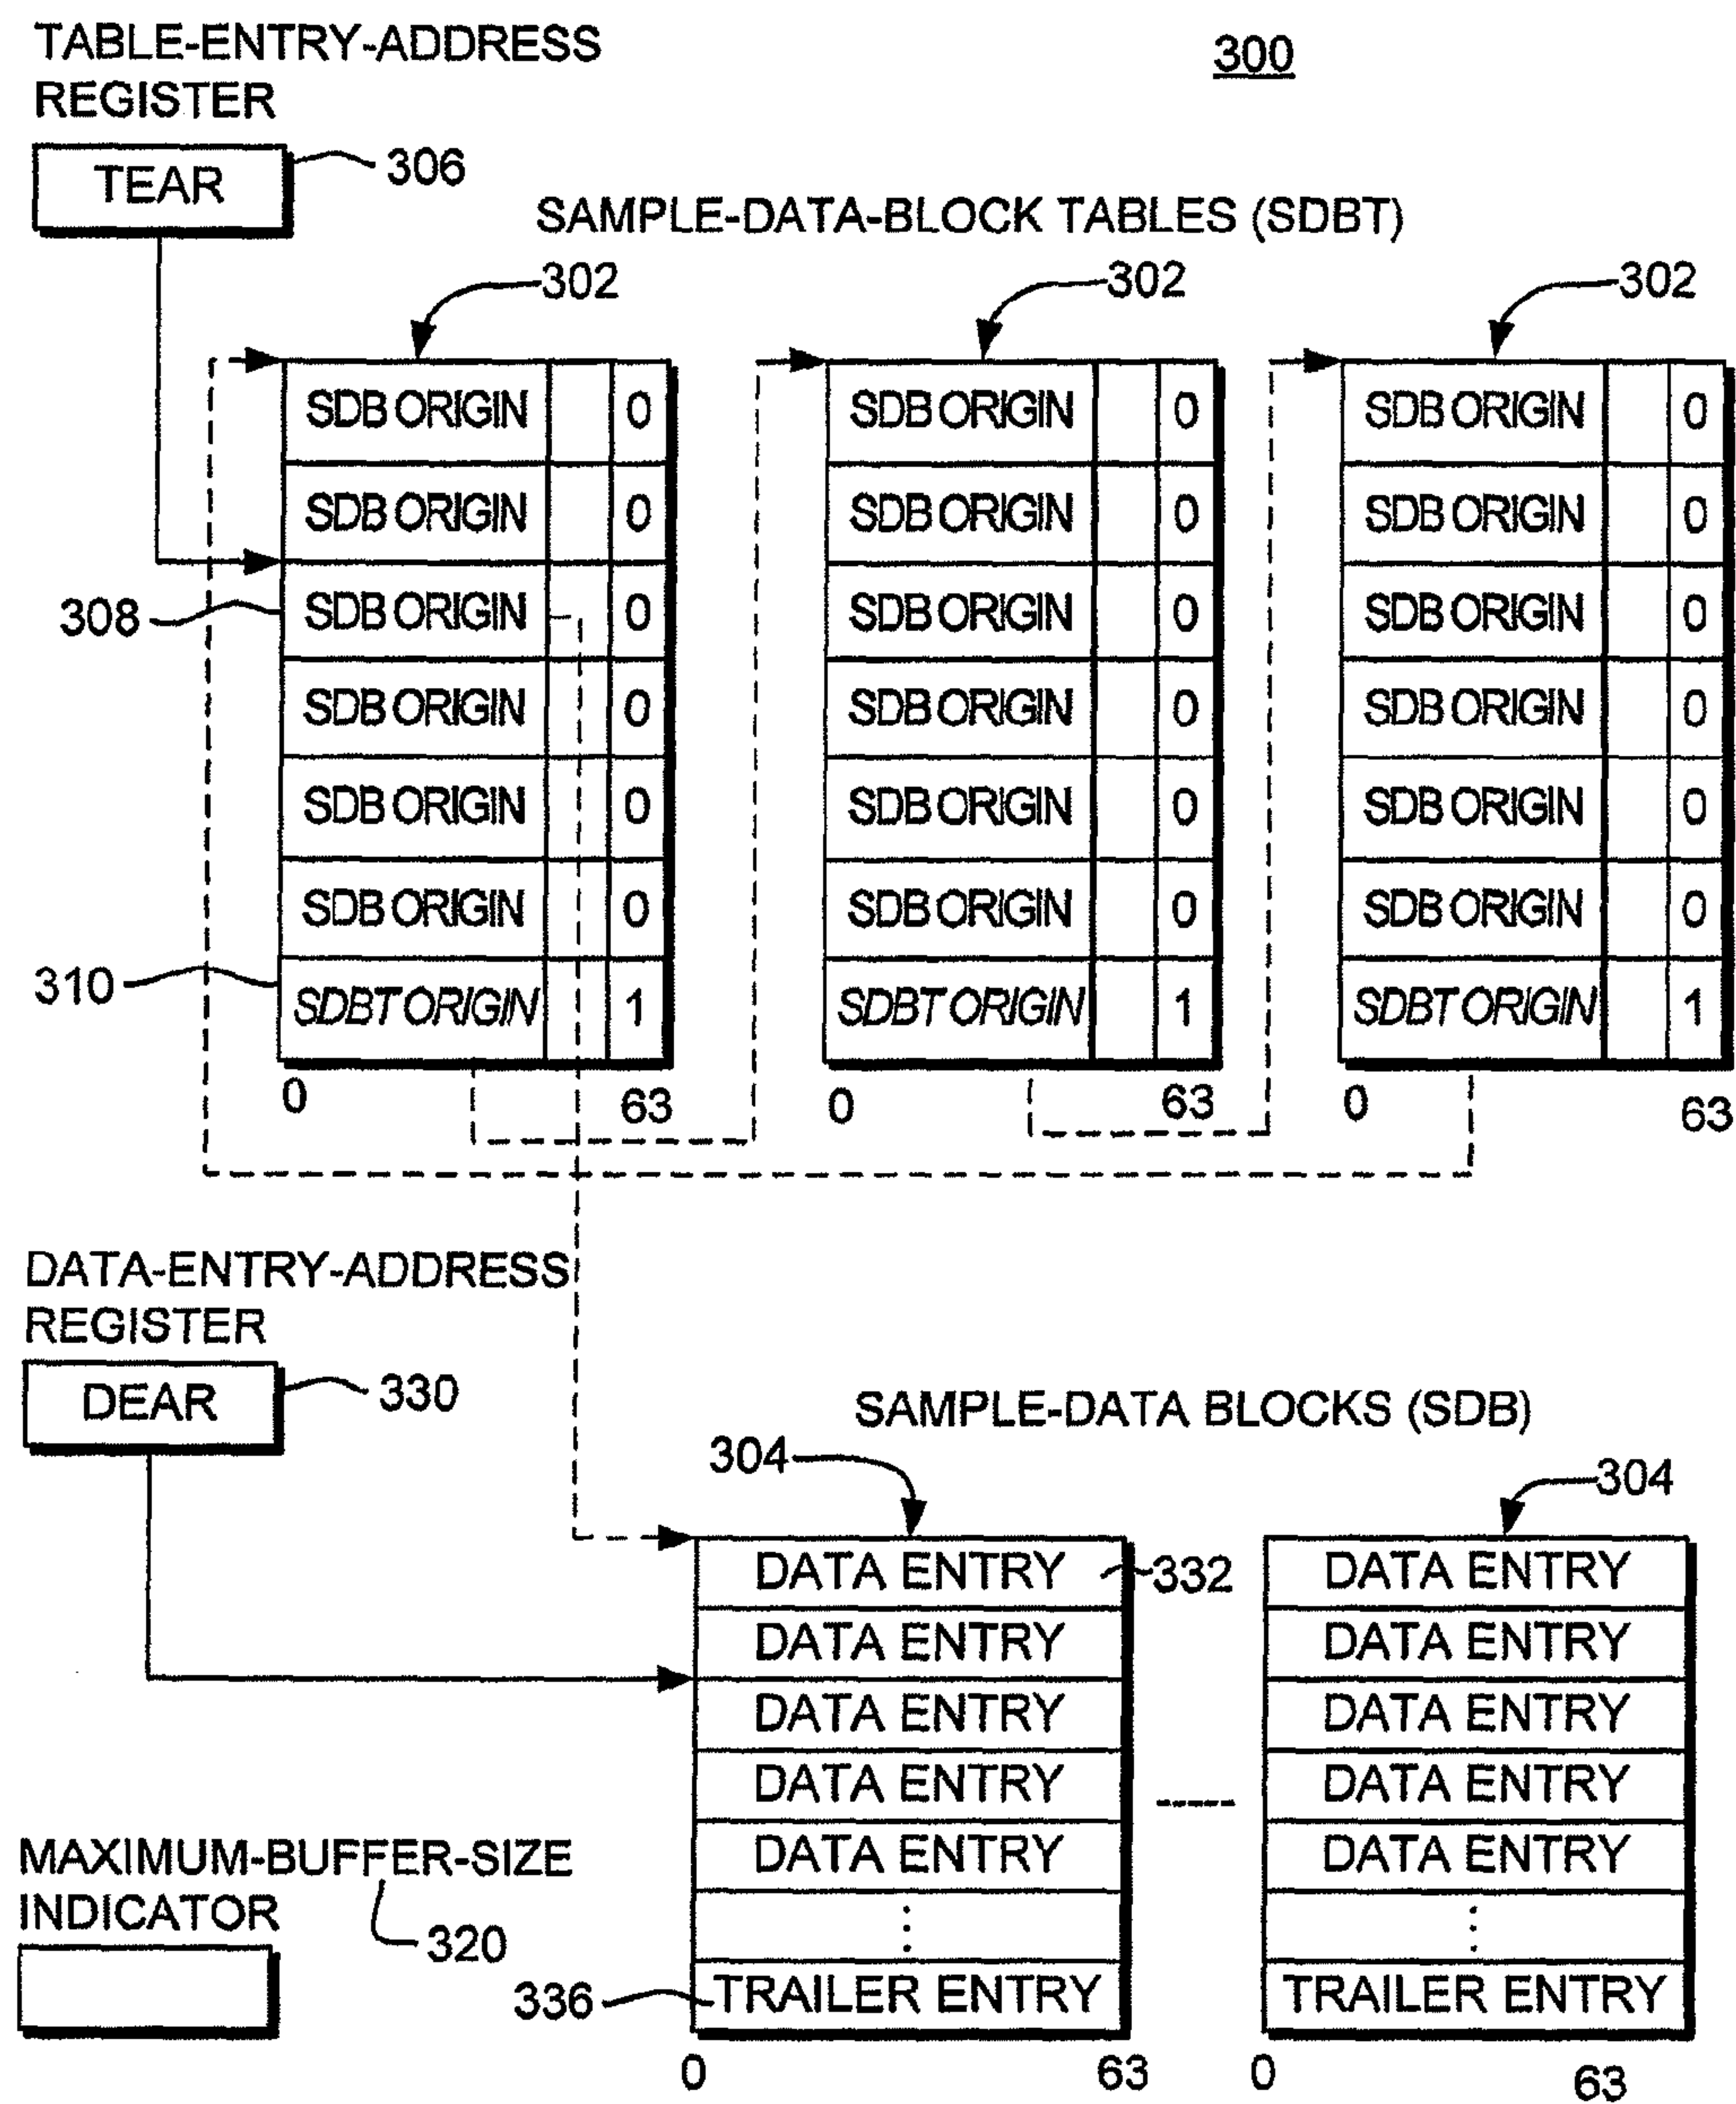 TABLE-ENTRY-ADDRESS
REGISTER
300
TEAR
306
SAMPLE-DATA-BLOCK TABLES (SDBT)
302 302 302
SDB ORIGIN 0 SDB ORIGIN 0 SDB ORIGIN 0
SDB ORIGIN 0 SDB ORIGIN 0 SDB ORIGIN 0
308 SDB ORIGIN 0 SDB ORIGIN 0 SDB ORIGIN 0
SDB ORIGIN 0 SDB ORIGIN 0 SDB ORIGIN 0
SDB ORIGIN 0 SDB ORIGIN 0 SDB ORIGIN 0
SDB ORIGIN 0 SDB ORIGIN 0 SDB ORIGIN 0
310 SDBT ORIGIN 1 SDBT ORIGIN 1 SDBT ORIGIN 1
0 63 0 63 0 63
DATA-ENTRY-ADDRESS
REGISTER
DEAR
330
SAMPLE-DATA BLOCKS (SDB)
304 304
DATA ENTRY 332 DATA ENTRY
DATA ENTRY DATA ENTRY
DATA ENTRY DATA ENTRY
DATA ENTRY DATA ENTRY
DATA ENTRY DATA ENTRY
MAXIMUM-BUFFER-SIZE
INDICATOR
320
336 TRAILER ENTRY TRAILER ENTRY
0 63 0 63